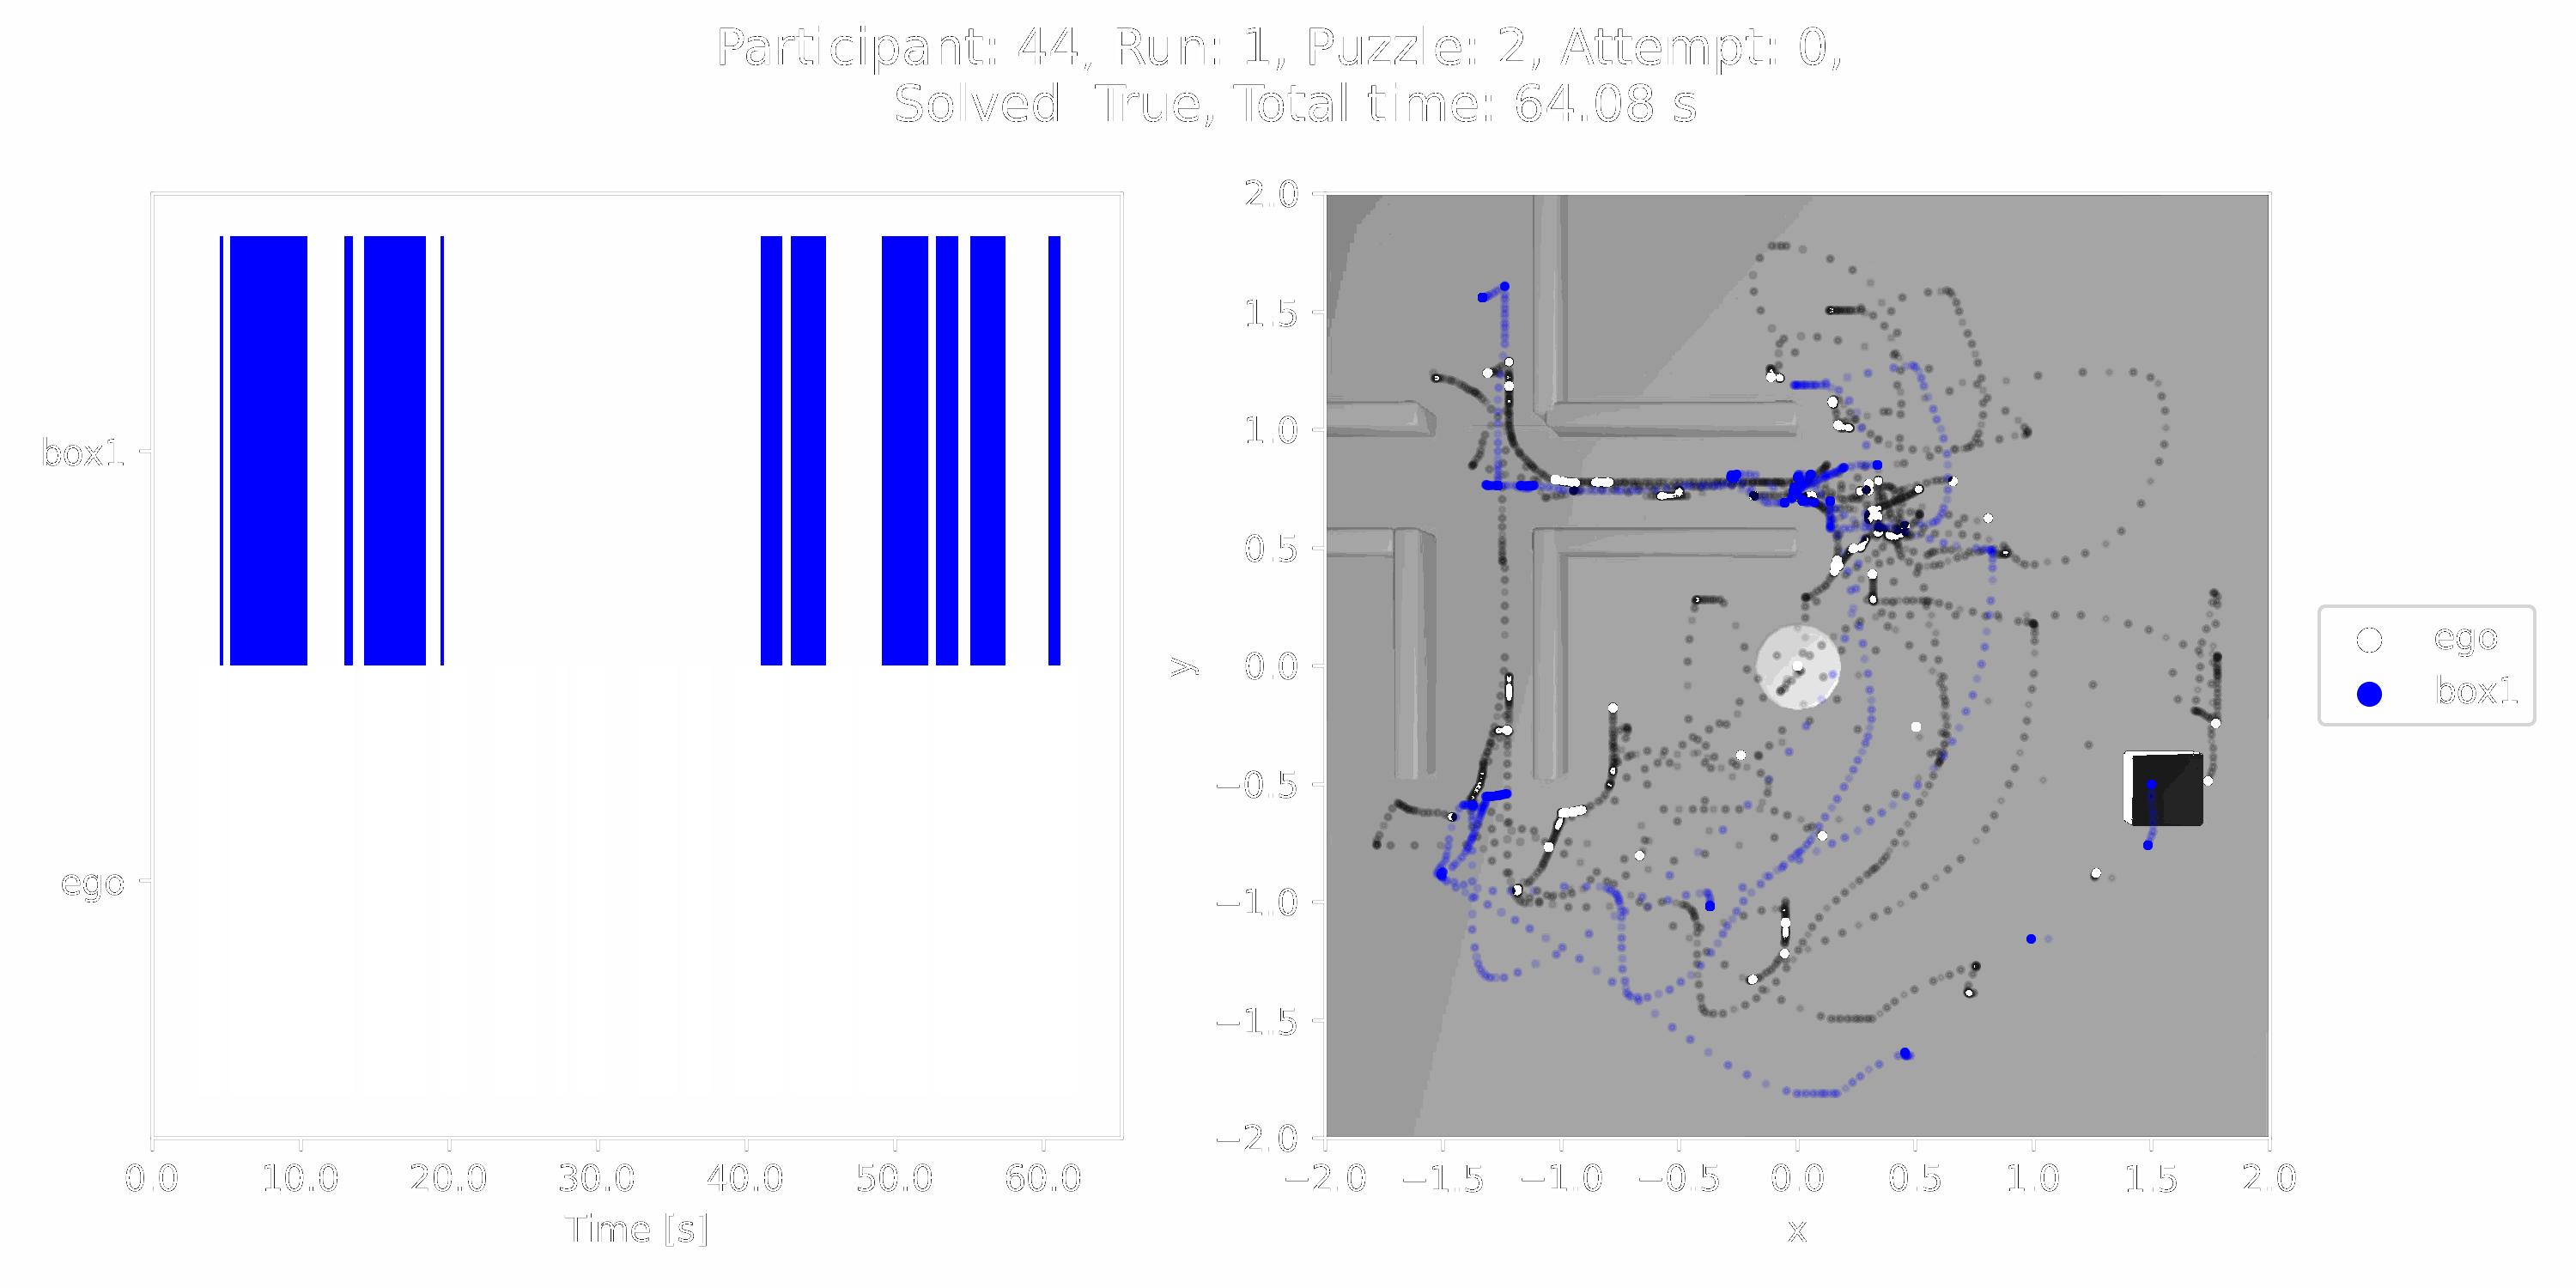 Participant: 44, Run: 1, Puzzle: 2, Attempt: 0,
Solved True, Total time: 64.08 s
box1
ego
0.0 10.0 20.0 30.0 40.0 50.0 60.0
Time [s]
2.0
1.5
1.0
0.5
0.0
−0.5
−1.0
−1.5
−2.0
y
−2.0 −1.5 −1.0 −0.5 0.0 0.5 1.0 1.5 2.0
x
ego
box1